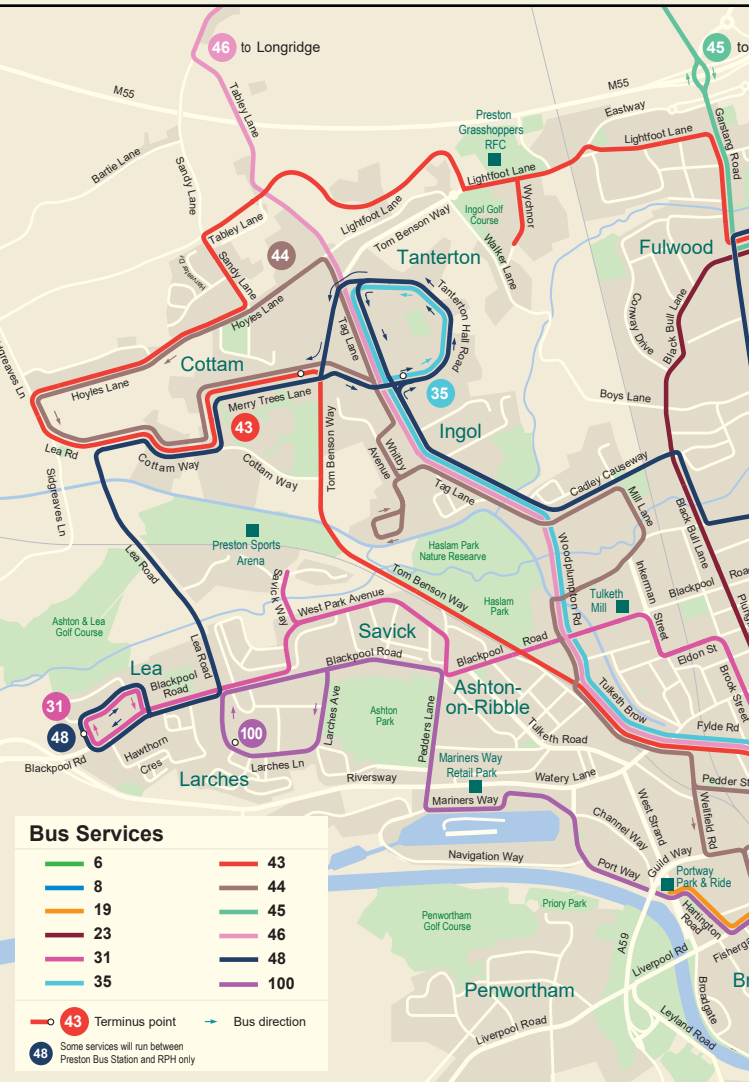 46 to Longridge
45 to
M55
M55
Tabley Lane
Eastway
Preston
Grasshoppers
RFC
Lightfoot Lane
Garstang Road
Bartle Lane
Sandy Lane
Lightfoot Lane
Wychnor
Ingol Golf
Course
Lightfoot Lane
Tom Benson Way
Walker Lane
Tabley Lane
Tanterton
Fulwood
44
Sandy Lane
Hoyles Lane
Tag Lane
Tanterton Hall Road
Conway Drive
Black Bull Lane
Cottam
Hoyles Lane
35
Merry Trees Lane
43
Boys Lane
Ingol
Lea Rd
Cottam Way
Cottam Way
Tom Benson Way
Whitby
Avenue
Tag Lane
Cadley Causeway
Mill Lane
Black Bull Lane
Sidgreaves Ln
Preston Sports
Arena
Lea Road
Haslam Park
Nature Researve
Woodplumpton Rd
Inkerman
Street
Blackpool
Savick Way
West Park Avenue
Tom Benson Way
Haslam
Park
Tulketh
Mill
Ashton & Lea
Golf Course
Savick
Blackpool Road
Blackpool
Road
Eldon St
Lea Road
Lea
Blackpool
Road
Ashton-
on-Ribble
Brook Street
31
48
100
Larches Ave
Ashton
Park
Pedders Lane
Tulketh Brow
Fylde Rd
Tulketh Road
Blackpool Rd
Hawthorn
Cres
Larches
Larches Ln
Riversway
Mariners Way
Retail Park
Watery Lane
Mariners Way
Pedder St
Wellfield Rd
Channel Way
West Strand
Guild Way
Navigation Way
Port Way
Portway
Park & Ride
Hartington
Road
Penwortham
Golf Course
Priory Park
A59
Liverpool Rd
Broadgate
Penwortham
Leyland Road
Liverpool Road
Bus Services
6
8
19
23
31
35
43
44
45
46
48
100
43 Terminus point
Bus direction
48 Some services will run between
Preston Bus Station and RPH only